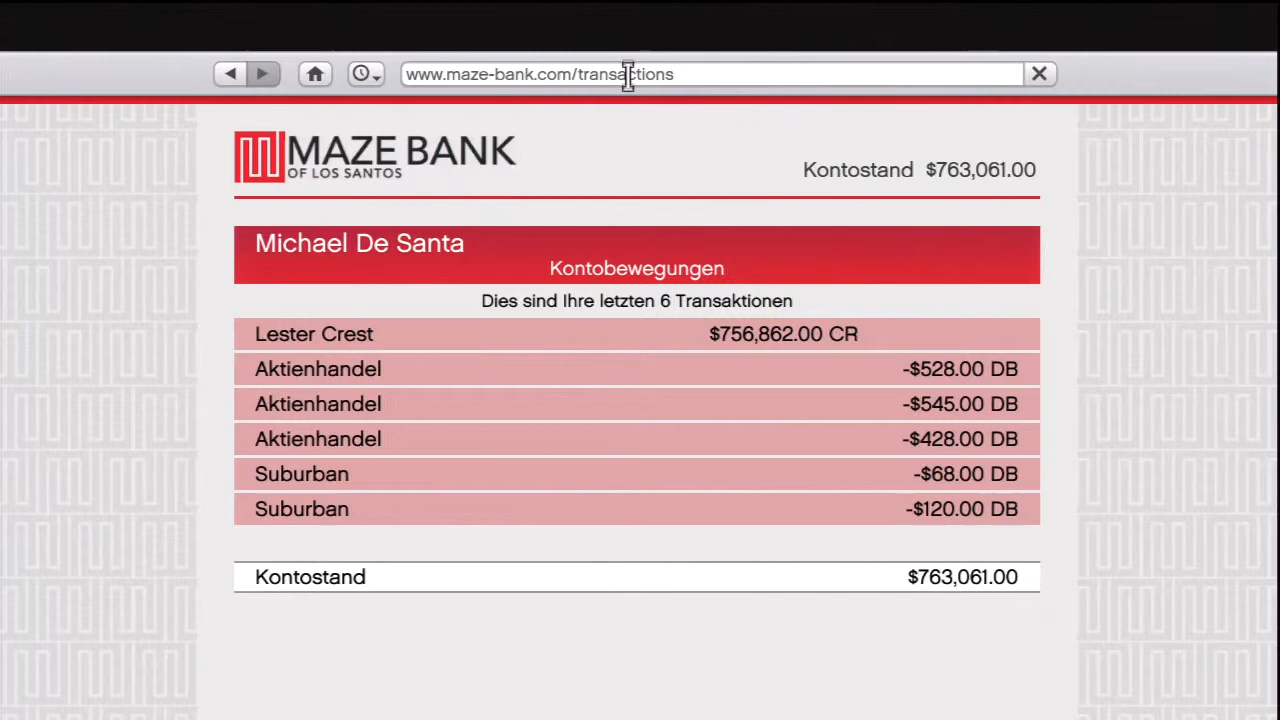 www.maze-bank.com/transactions
MAZE BANK
OF LOS SANTOS
Kontostand $763,061.00
Michael De Santa
Kontobewegungen
Dies sind Ihre letzten 6 Transaktionen
Lester Crest $756,862.00 CR
Aktienhandel -$528.00 DB
Aktienhandel -$545.00 DB
Aktienhandel -$428.00 DB
Suburban -$68.00 DB
Suburban -$120.00 DB
Kontostand $763,061.00